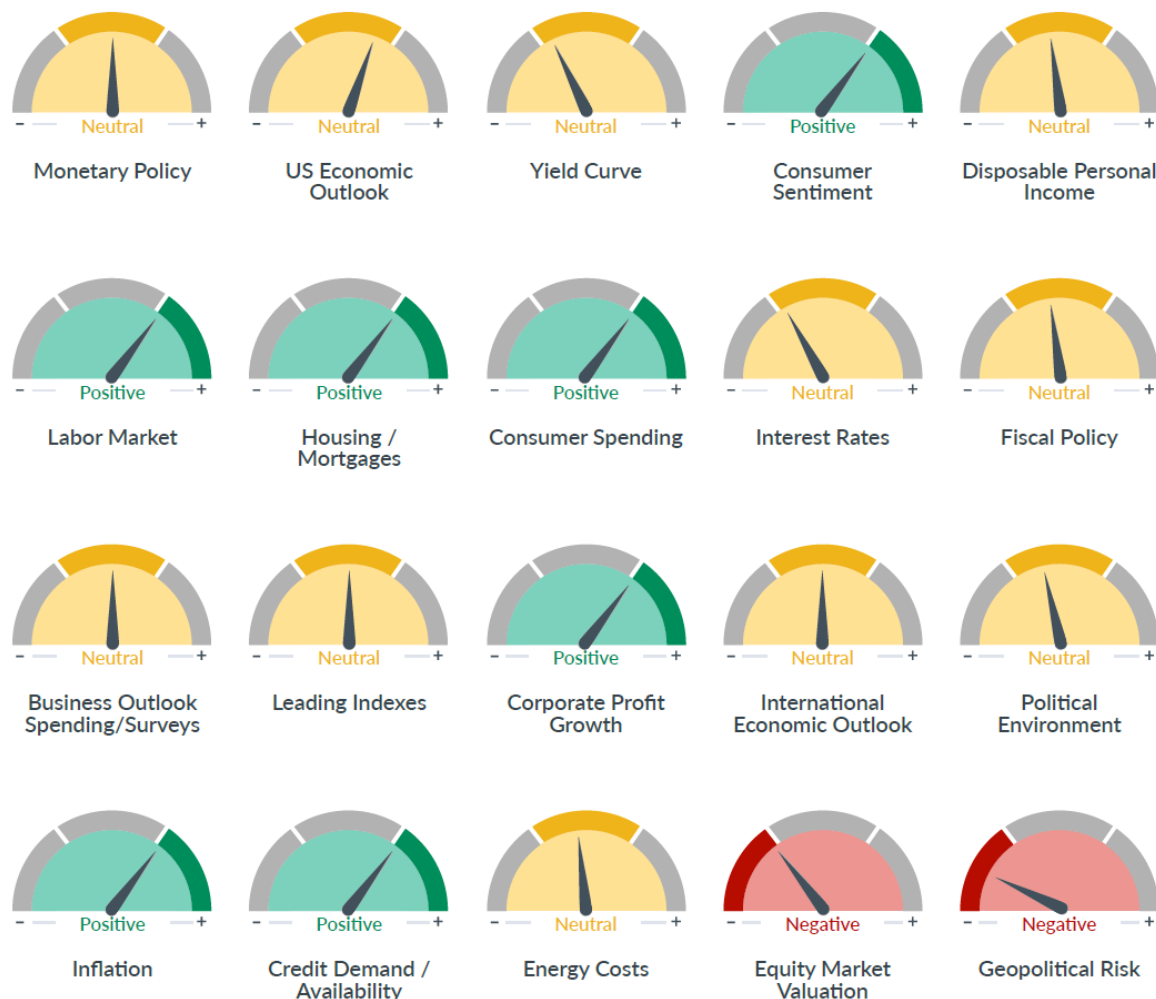 - Neutral +
- Neutral +
- Neutral +
- Positive +
- Neutral +
Monetary Policy
US Economic
Outlook
Yield Curve
Consumer
Sentiment
Disposable Personal
Income
- Positive +
- Positive +
- Positive +
- Neutral +
- Neutral +
Labor Market
Housing /
Mortgages
Consumer Spending
Interest Rates
Fiscal Policy
- Neutral +
- Neutral +
- Positive +
- Neutral +
- Neutral +
Business Outlook
Spending/Surveys
Leading Indexes
Corporate Profit
Growth
International
Economic Outlook
Political
Environment
- Positive +
- Positive +
- Neutral +
- Negative +
- Negative +
Inflation
Credit Demand /
Availability
Energy Costs
Equity Market
Valuation
Geopolitical Risk